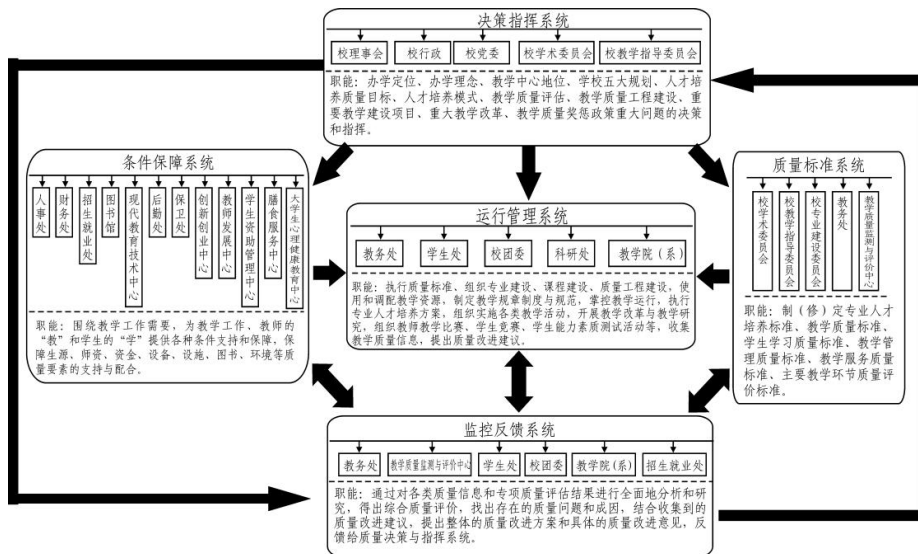 决策指挥系统
校理事会
校行政
校党委
校学术委员会
校教学指导委员会
职能：办学定位、办学理念、教学中心地位、学校五大规划、人才培
养质量目标、人才培养模式、教学质量评估、教学质量工程建设、重
要教学建设项目、重大教学改革、教学质量奖惩政策重大问题的决策
和指挥。
条件保障系统
人事处
财务处
招生就业处
图书馆
现代教育技术中心
后勤处
保卫处
创新创业中心
教师发展中心
学生资助管理中心
膳食服务中心
大学生心理健康教育中心
职能：围绕教学工作需要，为教学工作、教师的
“教”和学生的“学”提供各种条件支持和保障，保
障生源、师资、资金、设备、设施、图书、环境等质
量要素的支持与配合。
运行管理系统
教务处
学生处
校团委
科研处
教学院（系）
职能：执行质量标准、组织专业建设、课程建设、质量工程建设，使
用和调配教学资源，制定教学规章制度与规范，掌控教学运行，执行
专业人才培养方案，组织实施各类教学活动，开展教学改革与教学研
究，组织教师教学比赛、学生竞赛、学生能力素质测试活动等，收集
教学质量信息，提出质量改进建议。
质量标准系统
校学术委员会
校教学指导委员会
校专业建设委员会
教务处
教学质量监测与评价中心
职能：制（修）定专业人才
培养标准、教学质量标准、
学生学习质量标准、教学管
理质量标准、教学服务质量
标准、主要教学环节质量评
价标准。
监控反馈系统
教务处
教学质量监测与评价中心
学生处
校团委
教学院(系)
招生就业处
职能：通过对各类质量信息和专项质量评估结果进行全面地分析和研
究，得出综合质量评价，找出存在的质量问题和成因，结合收集到的
质量改进建议，提出整体的质量改进方案和具体的质量改进意见，反
馈给质量决策与指挥系统。